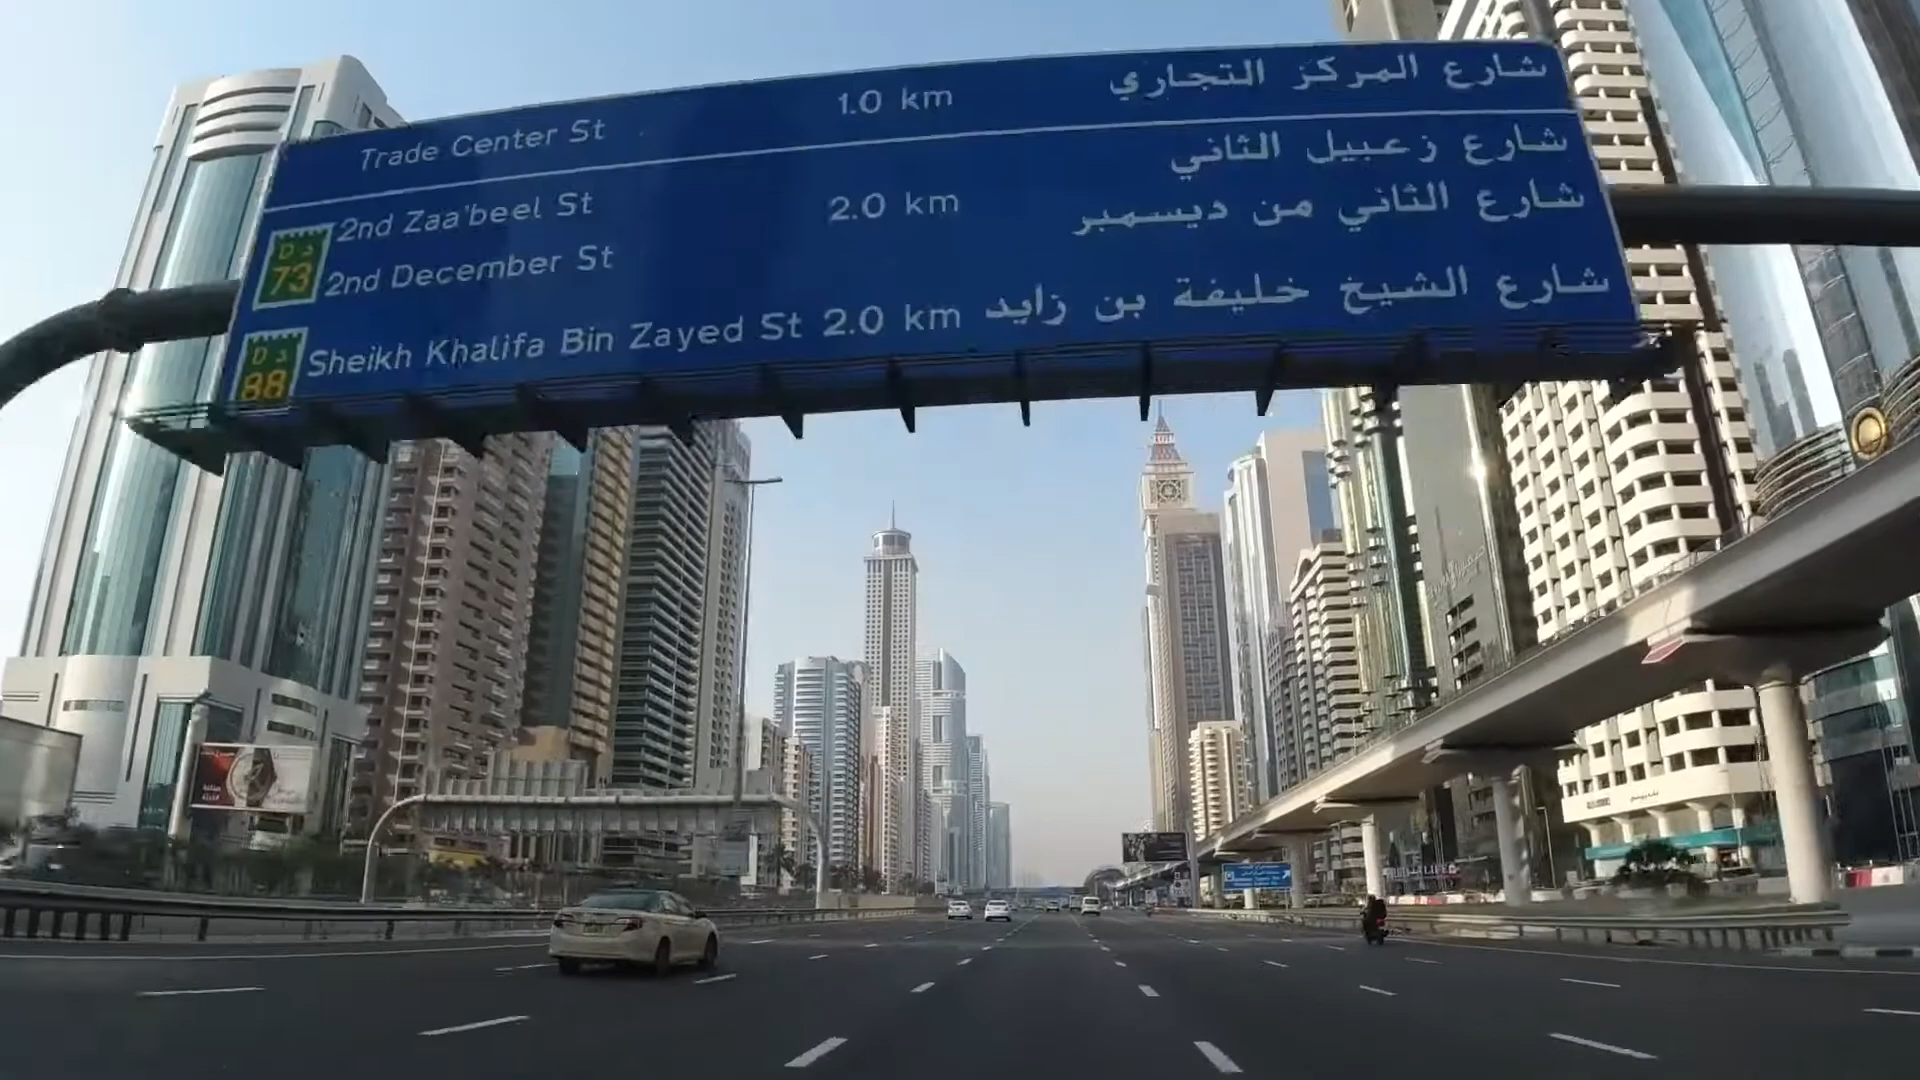 Trade Center St 1.0 km شارع المركز التجاري
2nd Zaa'beel St 2.0 km شارع زعبيل الثاني
D د 73
2nd December St شارع الثاني من ديسمبر
D د 88
Sheikh Khalifa Bin Zayed St 2.0 km شارع الشيخ خليفة بن زايد